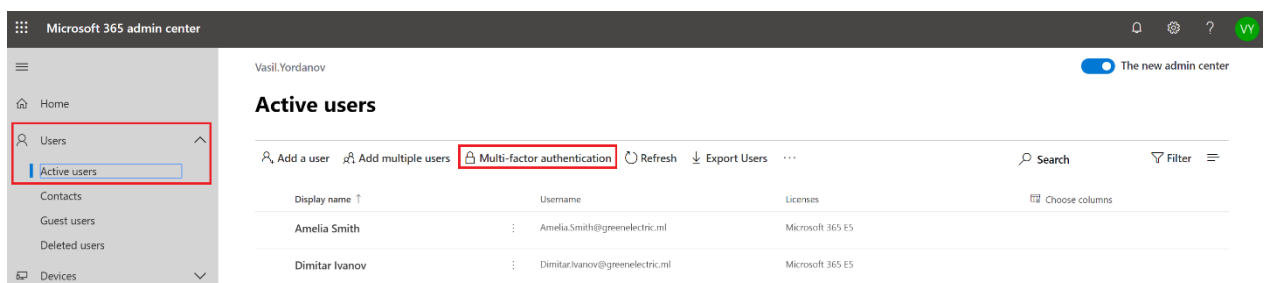 Microsoft 365 admin center
VY
Vasil.Yordanov
The new admin center
Home
Active users
Users
Add a user Add multiple users Multi-factor authentication Refresh Export Users ... Search Filter
Active users
Contacts
Display name ↑ Username Licenses Choose columns
Guest users
Amelia Smith Amelia.Smith@greenelectric.ml Microsoft 365 E5
Deleted users
Dimitar Ivanov Dimitar.Ivanov@greenelectric.ml Microsoft 365 E5
Devices